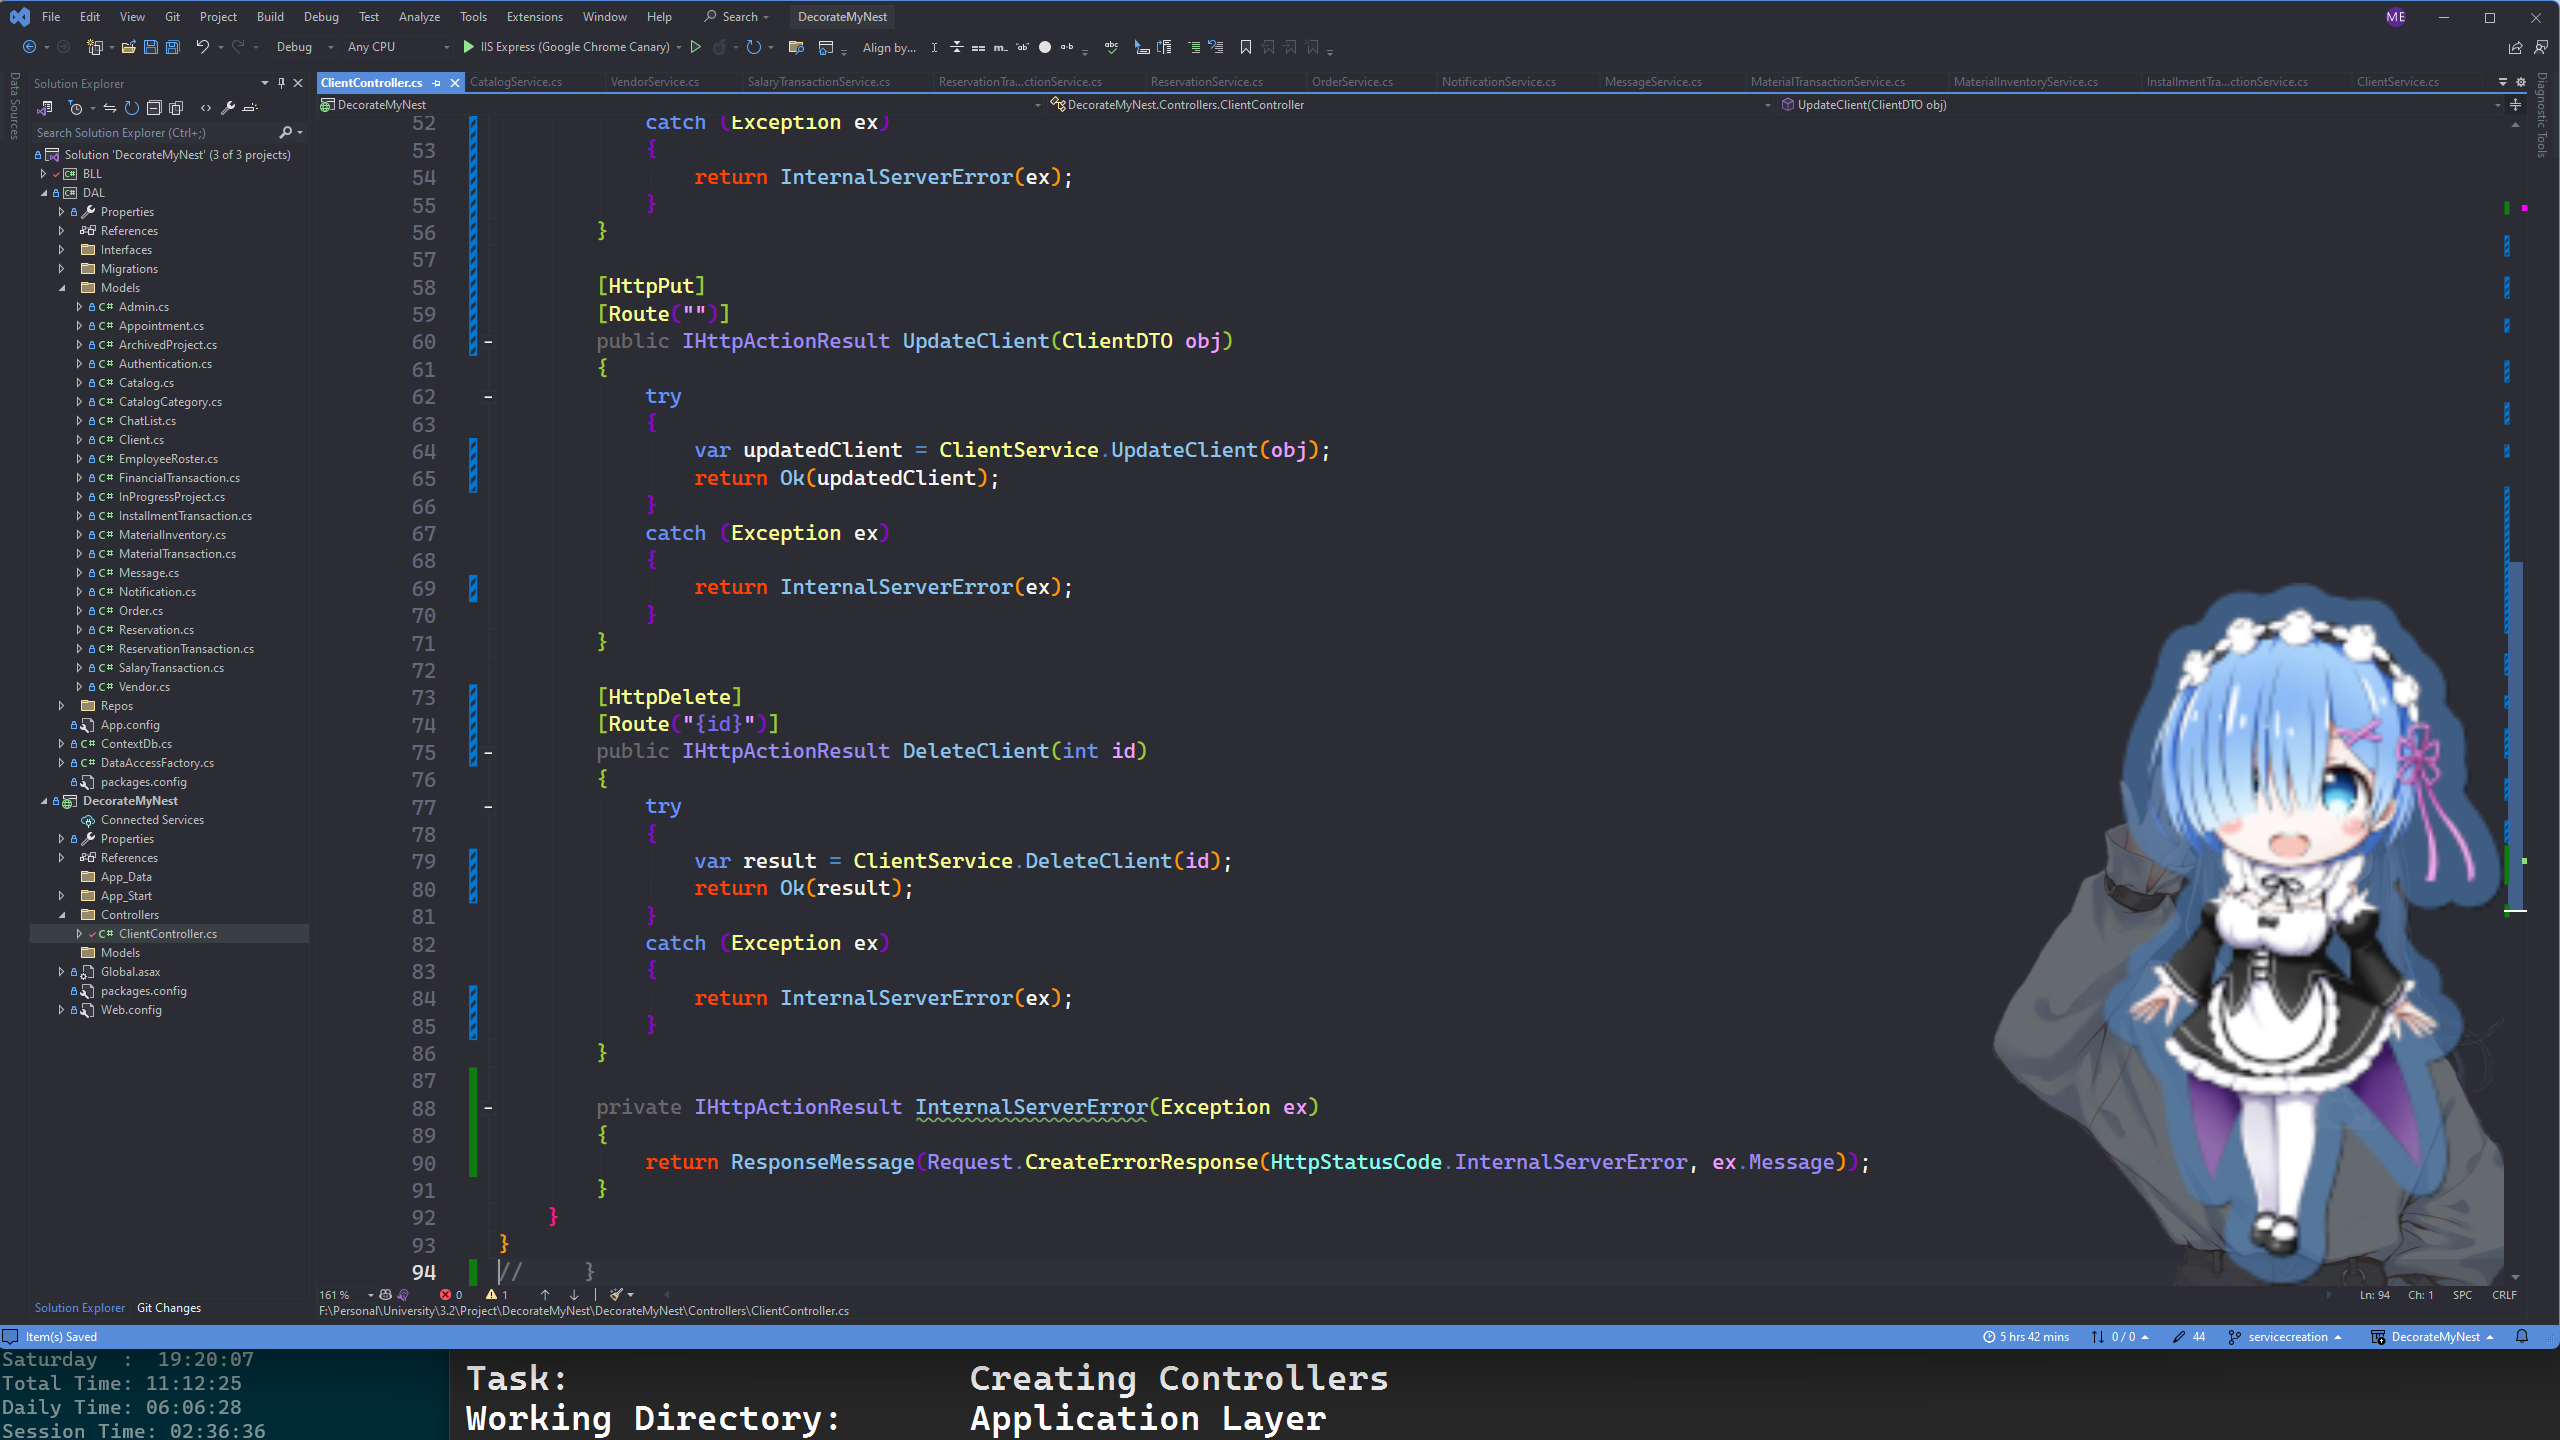 File Edit View Git Project Build Debug Test Analyze Tools Extensions Window Help Search DecorateMyNest ME
Debug Any CPU IIS Express (Google Chrome Canary) Align by...
Data Sources
Solution Explorer
Search Solution Explorer (Ctrl+;)
Solution 'DecorateMyNest' (3 of 3 projects)
BLL
DAL
Properties
References
Interfaces
Migrations
Models
C# Admin.cs
C# Appointment.cs
C# ArchivedProject.cs
C# Authentication.cs
C# Catalog.cs
C# CatalogCategory.cs
C# ChatList.cs
C# Client.cs
C# EmployeeRoster.cs
C# FinancialTransaction.cs
C# InProgressProject.cs
C# InstallmentTransaction.cs
C# MaterialInventory.cs
C# MaterialTransaction.cs
C# Message.cs
C# Notification.cs
C# Order.cs
C# Reservation.cs
C# ReservationTransaction.cs
C# SalaryTransaction.cs
C# Vendor.cs
Repos
App.config
C# ContextDb.cs
C# DataAccessFactory.cs
packages.config
DecorateMyNest
Connected Services
Properties
References
App_Data
App_Start
Controllers
C# ClientController.cs
Models
Global.asax
packages.config
Web.config
Solution Explorer Git Changes
ClientController.cs CatalogService.cs VendorService.cs SalaryTransactionService.cs ReservationTra...ctionService.cs ReservationService.cs OrderService.cs NotificationService.cs MessageService.cs MaterialTransactionService.cs MaterialInventoryService.cs InstallmentTra...ctionService.cs ClientService.cs
DecorateMyNest DecorateMyNest.Controllers.ClientController UpdateClient(ClientDTO obj)
Diagnostic Tools
52 catch (Exception ex)
53 {
54 return InternalServerError(ex);
55 }
56 }
57
58 [HttpPut]
59 [Route("")]
60 public IHttpActionResult UpdateClient(ClientDTO obj)
61 {
62 try
63 {
64 var updatedClient = ClientService.UpdateClient(obj);
65 return Ok(updatedClient);
66 }
67 catch (Exception ex)
68 {
69 return InternalServerError(ex);
70 }
71 }
72
73 [HttpDelete]
74 [Route("{id}")]
75 public IHttpActionResult DeleteClient(int id)
76 {
77 try
78 {
79 var result = ClientService.DeleteClient(id);
80 return Ok(result);
81 }
82 catch (Exception ex)
83 {
84 return InternalServerError(ex);
85 }
86 }
87
88 private IHttpActionResult InternalServerError(Exception ex)
89 {
90 return ResponseMessage(Request.CreateErrorResponse(HttpStatusCode.InternalServerError, ex.Message));
91 }
92 }
93 }
94 // }
161 % 0 1 Ln: 94 Ch: 1 SPC CRLF
F:\Personal\University\3.2\Project\DecorateMyNest\DecorateMyNest\Controllers\ClientController.cs
Item(s) Saved 5 hrs 42 mins 0 / 0 44 servicecreation DecorateMyNest
Saturday : 19:20:07
Total Time: 11:12:25
Daily Time: 06:06:28
Session Time: 02:36:36
Task: Creating Controllers
Working Directory: Application Layer